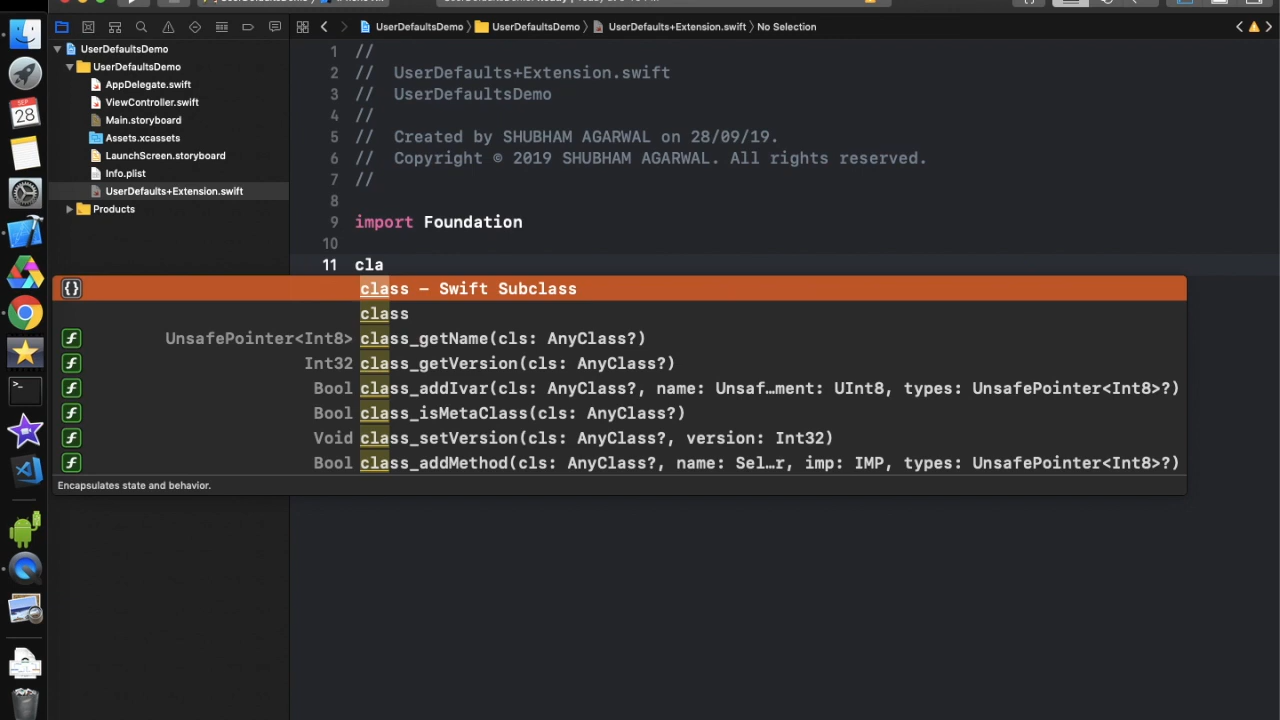 UserDefaultsDemo
UserDefaultsDemo
UserDefaults+Extension.swift
No Selection
UserDefaultsDemo
UserDefaultsDemo
AppDelegate.swift
ViewController.swift
Main.storyboard
Assets.xcassets
LaunchScreen.storyboard
Info.plist
UserDefaults+Extension.swift
Products
SEP
28
1 //
2 // UserDefaults+Extension.swift
3 // UserDefaultsDemo
4 //
5 // Created by SHUBHAM AGARWAL on 28/09/19.
6 // Copyright © 2019 SHUBHAM AGARWAL. All rights reserved.
7 //
8
9 import Foundation
10
11 cla
{} class — Swift Subclass
class
f UnsafePointer<Int8> class_getName(cls: AnyClass?)
f Int32 class_getVersion(cls: AnyClass?)
f Bool class_addIvar(cls: AnyClass?, name: Unsaf…ment: UInt8, types: UnsafePointer<Int8>?)
f Bool class_isMetaClass(cls: AnyClass?)
f Void class_setVersion(cls: AnyClass?, version: Int32)
f Bool class_addMethod(cls: AnyClass?, name: Sel…r, imp: IMP, types: UnsafePointer<Int8>?)
Encapsulates state and behavior.